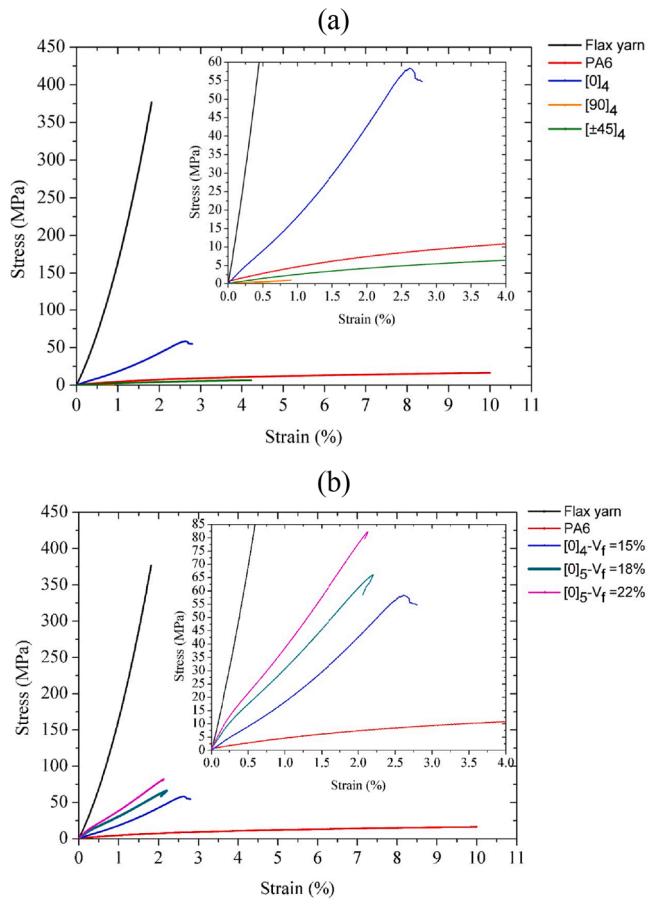 (a)
450
400
350
300
250
200
150
100
50
0
Stress (MPa)
0 1 2 3 4 5 6 7 8 9 10 11
Strain (%)
60
55
50
45
40
35
30
25
20
15
10
5
0
Stress (MPa)
0.0 0.5 1.0 1.5 2.0 2.5 3.0 3.5 4.0
Strain (%)
Flax yarn
PA6
[0]4
[90]4
[±45]4
(b)
450
400
350
300
250
200
150
100
50
0
Stress (MPa)
0 1 2 3 4 5 6 7 8 9 10 11
Strain (%)
85
80
75
70
65
60
55
50
45
40
35
30
25
20
15
10
5
0
Stress (MPa)
0.0 0.5 1.0 1.5 2.0 2.5 3.0 3.5 4.0
Strain (%)
Flax yarn
PA6
[0]4-Vf =15%
[0]5-Vf =18%
[0]5-Vf =22%